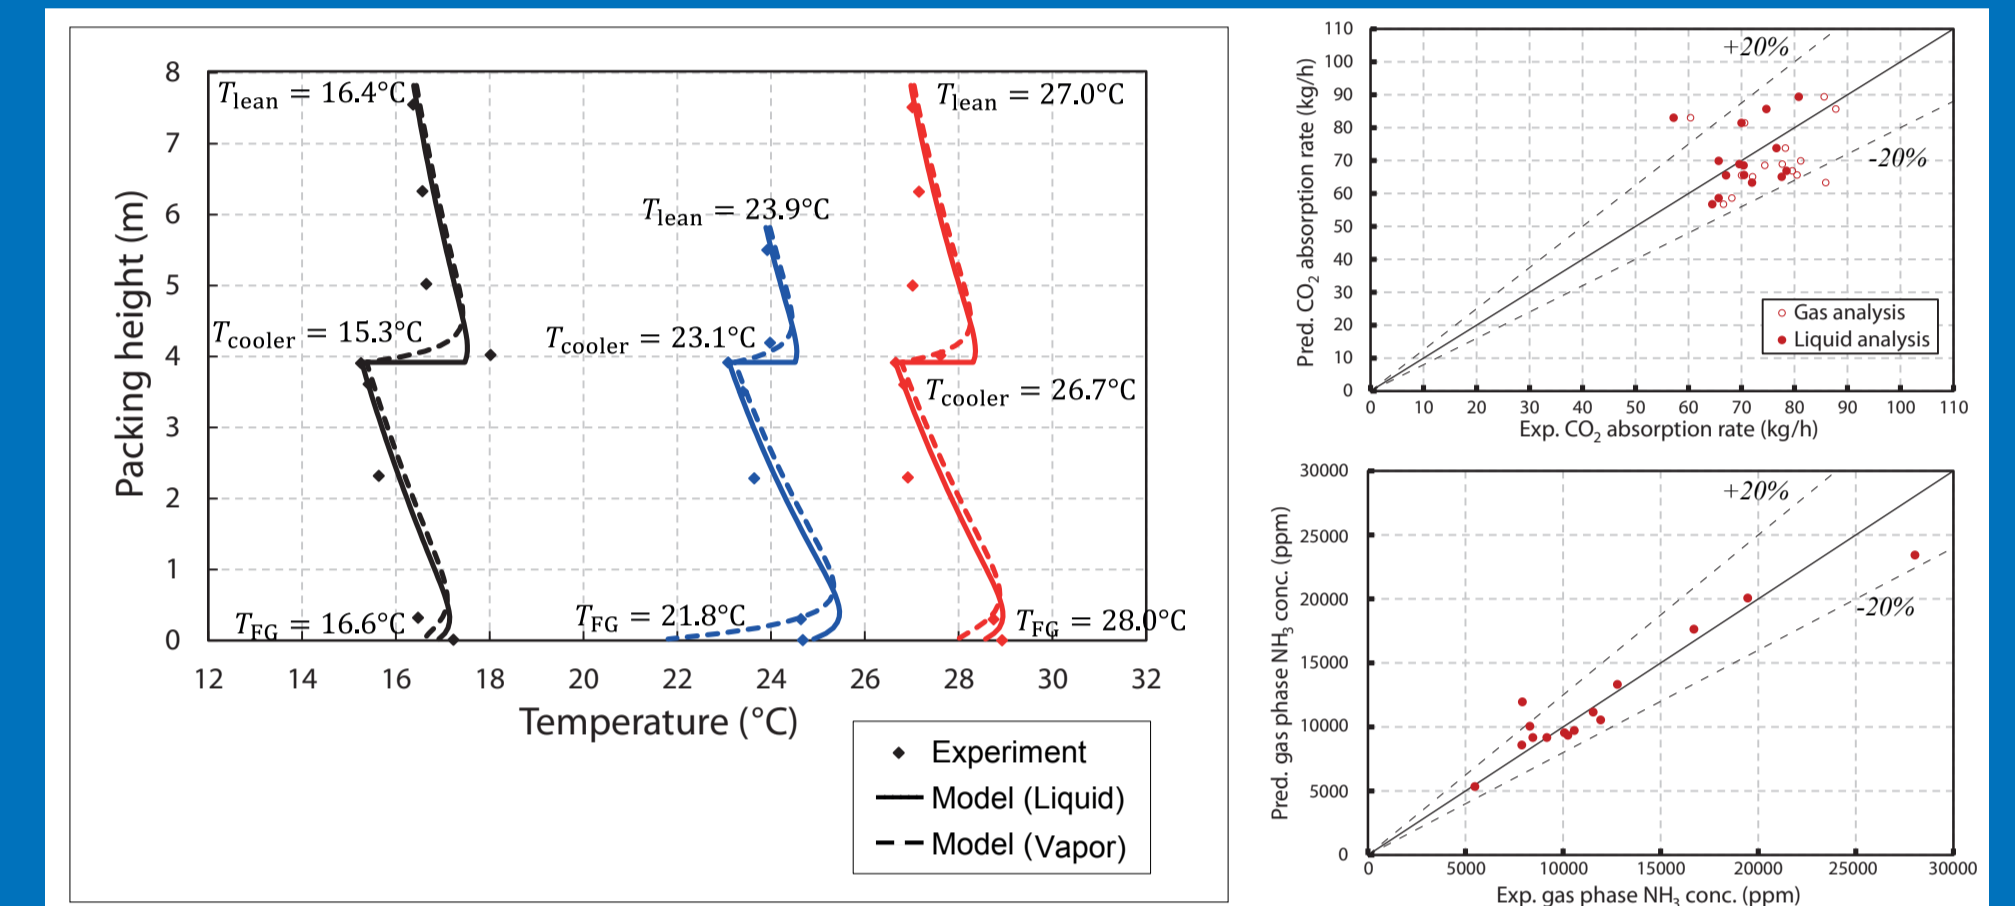 8
7
6
5
4
3
2
1
0
Packing height (m)
T_lean = 16.4°C
T_lean = 27.0°C
T_lean = 23.9°C
T_cooler = 15.3°C
T_cooler = 23.1°C
T_cooler = 26.7°C
T_FG = 16.6°C
T_FG = 21.8°C
T_FG = 28.0°C
12 14 16 18 20 22 24 26 28 30 32
Temperature (°C)
Experiment
Model (Liquid)
Model (Vapor)
110
100
90
80
70
60
50
40
30
20
10
0
Pred. CO₂ absorption rate (kg/h)
+20%
-20%
Gas analysis
Liquid analysis
0 10 20 30 40 50 60 70 80 90 100 110
Exp. CO₂ absorption rate (kg/h)
30000
25000
20000
15000
10000
5000
0
Pred. gas phase NH₃ conc. (ppm)
+20%
-20%
0 5000 10000 15000 20000 25000 30000
Exp. gas phase NH₃ conc. (ppm)